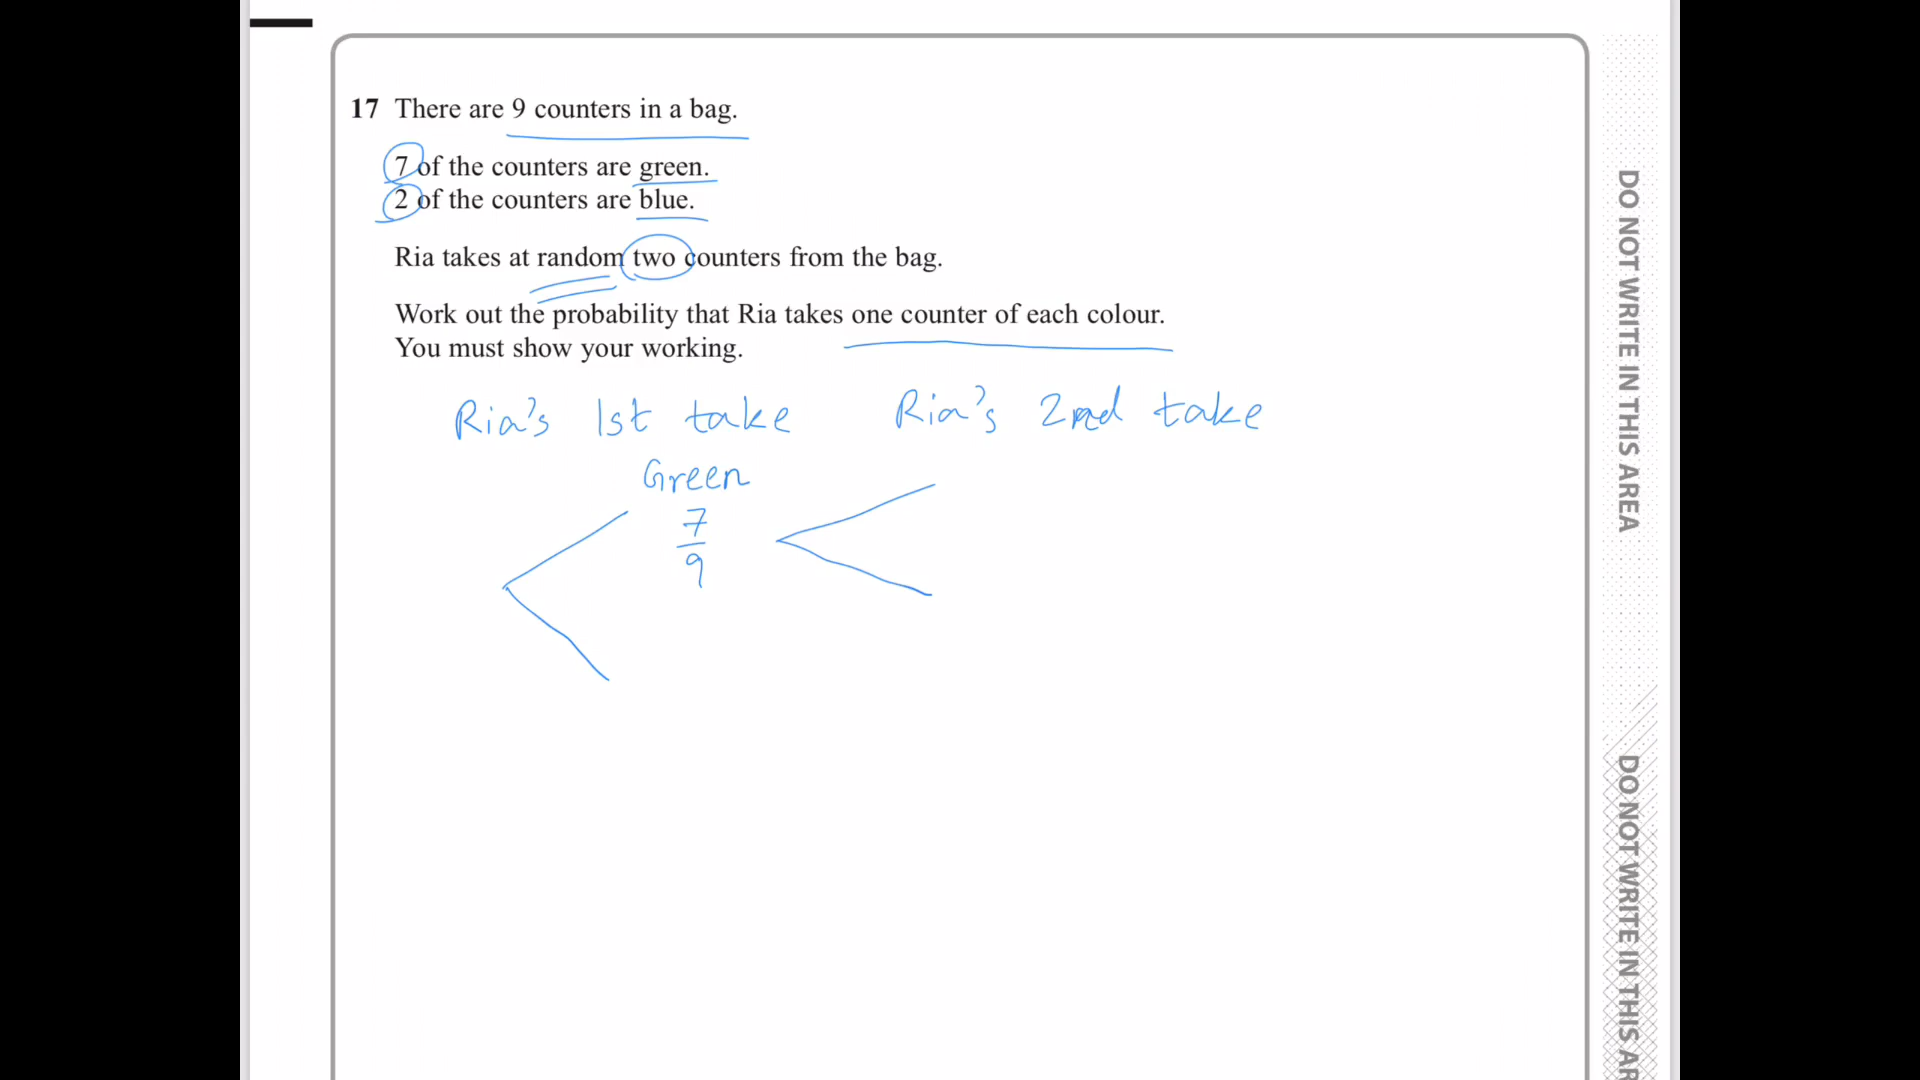 17 There are 9 counters in a bag.
7 of the counters are green.
2 of the counters are blue.
Ria takes at random two counters from the bag.
Work out the probability that Ria takes one counter of each colour.
You must show your working.
Ria's 1st take Ria's 2nd take
Green
7
9
DO NOT WRITE IN THIS AREA
DO NOT WRITE IN THIS AR